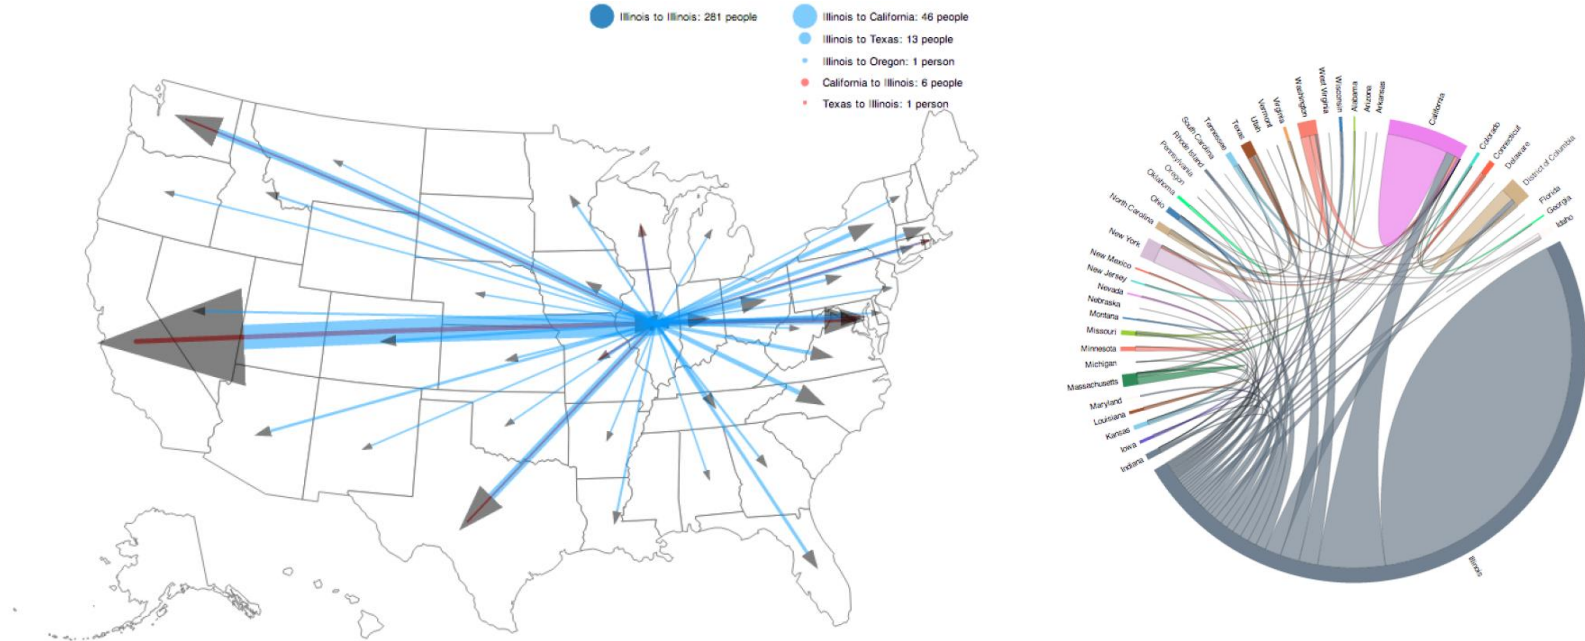 Illinois to Illinois: 281 people
Illinois to California: 46 people
Illinois to Texas: 13 people
Illinois to Oregon: 1 person
California to Illinois: 6 people
Texas to Illinois: 1 person
Indiana
Iowa
Kansas
Louisiana
Maryland
Massachusetts
Michigan
Minnesota
Missouri
Montana
Nebraska
Nevada
New Jersey
New Mexico
New York
North Carolina
Ohio
Oklahoma
Oregon
Pennsylvania
Rhode Island
South Carolina
Tennessee
Texas
Utah
Vermont
Virginia
Washington
West Virginia
Wisconsin
Alabama
Arizona
Arkansas
California
Colorado
Connecticut
Delaware
District of Columbia
Florida
Georgia
Idaho
Illinois